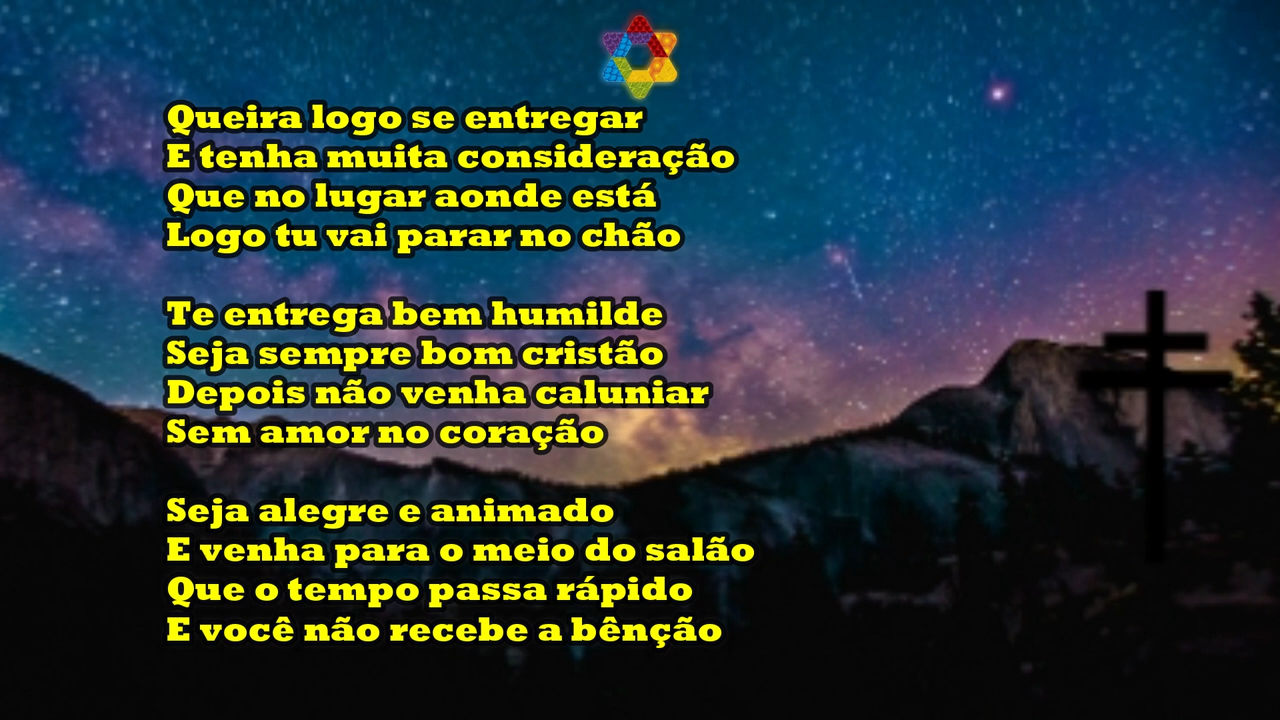 Queira logo se entregar
E tenha muita consideração
Que no lugar aonde está
Logo tu vai parar no chão
Te entrega bem humilde
Seja sempre bom cristão
Depois não venha caluniar
Sem amor no coração
Seja alegre e animado
E venha para o meio do salão
Que o tempo passa rápido
E você não recebe a bênção